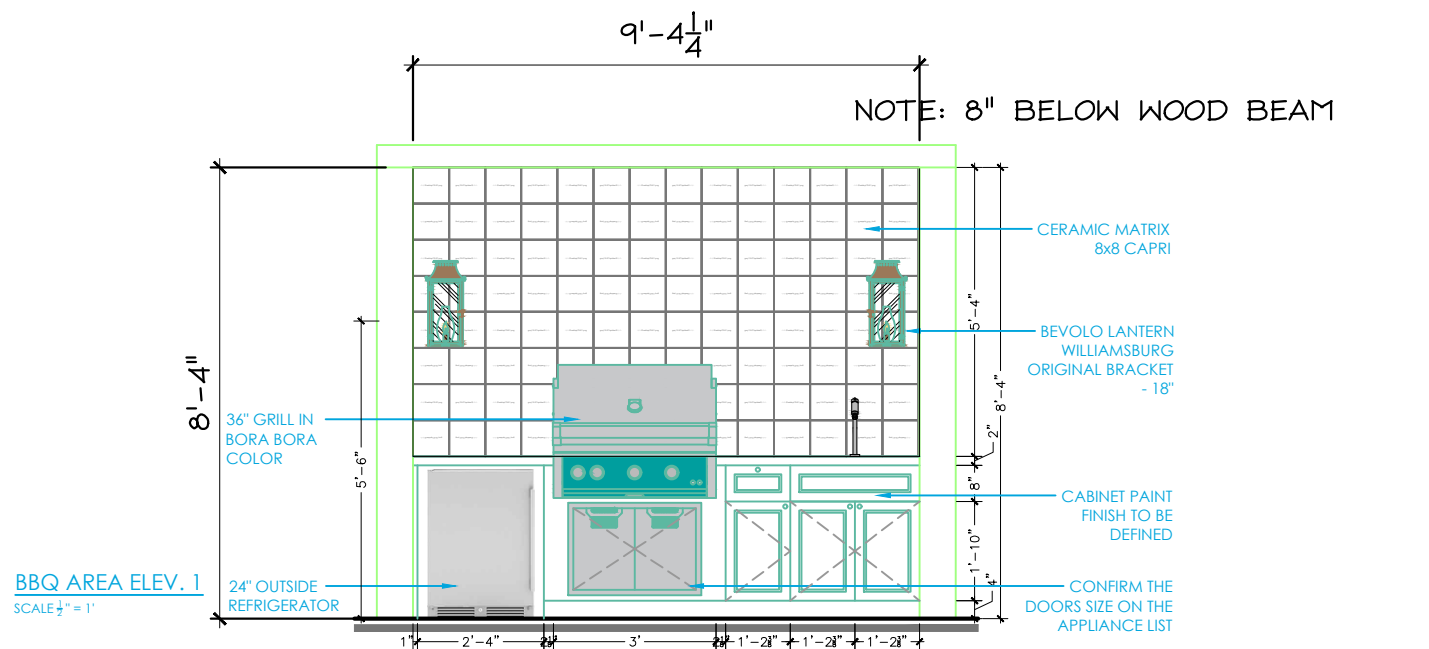 9'-4 1/4"
NOTE: 8" BELOW WOOD BEAM
CERAMIC MATRIX
8x8 CAPRI
5'-4"
BEVOLO LANTERN
WILLIAMSBURG
ORIGINAL BRACKET
- 18"
8'-4"
8'-4"
36" GRILL IN
BORA BORA
COLOR
2"
5'-6"
8"
CABINET PAINT
FINISH TO BE
DEFINED
1'-10"
BBQ AREA ELEV. 1
SCALE 1/2" = 1'
24" OUTSIDE
REFRIGERATOR
4"
CONFIRM THE
DOORS SIZE ON THE
APPLIANCE LIST
1" 2'-4" 3'